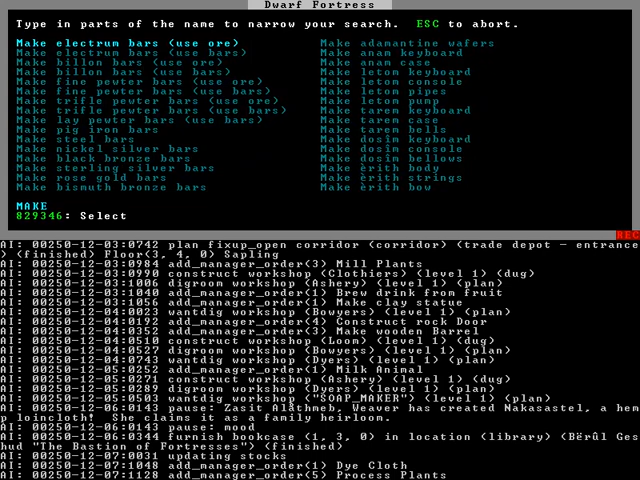 Dwarf Fortress
Type in parts of the name to narrow your search.  ESC to abort.
Make electrum bars (use ore)
Make electrum bars (use bars)
Make billon bars (use ore)
Make billon bars (use bars)
Make fine pewter bars (use ore)
Make fine pewter bars (use bars)
Make trifle pewter bars (use ore)
Make trifle pewter bars (use bars)
Make lay pewter bars (use bars)
Make pig iron bars
Make steel bars
Make nickel silver bars
Make black bronze bars
Make sterling silver bars
Make rose gold bars
Make bismuth bronze bars
Make adamantine wafers
Make anam keyboard
Make anam case
Make letom keyboard
Make letom console
Make letom pipes
Make letom pump
Make tarem keyboard
Make tarem case
Make tarem bells
Make dosîm keyboard
Make dosîm console
Make dosîm bellows
Make èrith body
Make èrith strings
Make èrith bow
MAKE
829346: Select
REC
AI: 00250-12-03:0742 plan fixup_open corridor (corridor) (trade depot – entrance
) (finished) Floor(3, 4, 0) Sapling
AI: 00250-12-03:0984 add_manager_order(3) Mill Plants
AI: 00250-12-03:0990 construct workshop (Clothiers) (level 1) (dug)
AI: 00250-12-03:1006 digroom workshop (Ashery) (level 1) (plan)
AI: 00250-12-03:1040 add_manager_order(1) Brew drink from fruit
AI: 00250-12-03:1056 add_manager_order(1) Make clay statue
AI: 00250-12-04:0023 wantdig workshop (Bowyers) (level 1) (plan)
AI: 00250-12-04:0192 add_manager_order(4) Construct rock Door
AI: 00250-12-04:0352 add_manager_order(3) Make wooden Barrel
AI: 00250-12-04:0510 construct workshop (Loom) (level 1) (dug)
AI: 00250-12-04:0527 digroom workshop (Bowyers) (level 1) (plan)
AI: 00250-12-04:0743 wantdig workshop (Dyers) (level 1) (plan)
AI: 00250-12-05:0252 add_manager_order(1) Milk Animal
AI: 00250-12-05:0271 construct workshop (Ashery) (level 1) (dug)
AI: 00250-12-05:0289 digroom workshop (Dyers) (level 1) (plan)
AI: 00250-12-05:0503 wantdig workshop ("SOAP_MAKER") (level 1) (plan)
AI: 00250-12-06:0143 pause: Zasit Alåthmeb, Weaver has created Nakasastel, a hem
p loincloth!  She claims it as a family heirloom.
AI: 00250-12-06:0143 pause: mood
AI: 00250-12-06:0344 furnish bookcase (1, 3, 0) in location (library) (Bërûl Ges
hud "The Bastion of Fortresses") (finished)
AI: 00250-12-07:0031 updating stocks
AI: 00250-12-07:1048 add_manager_order(1) Dye Cloth
AI: 00250-12-07:1128 add_manager_order(5) Process Plants